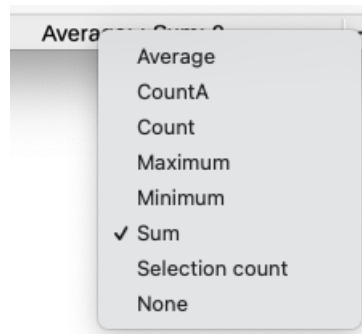 Average
CountA
Count
Maximum
Minimum
✓ Sum
Selection count
None